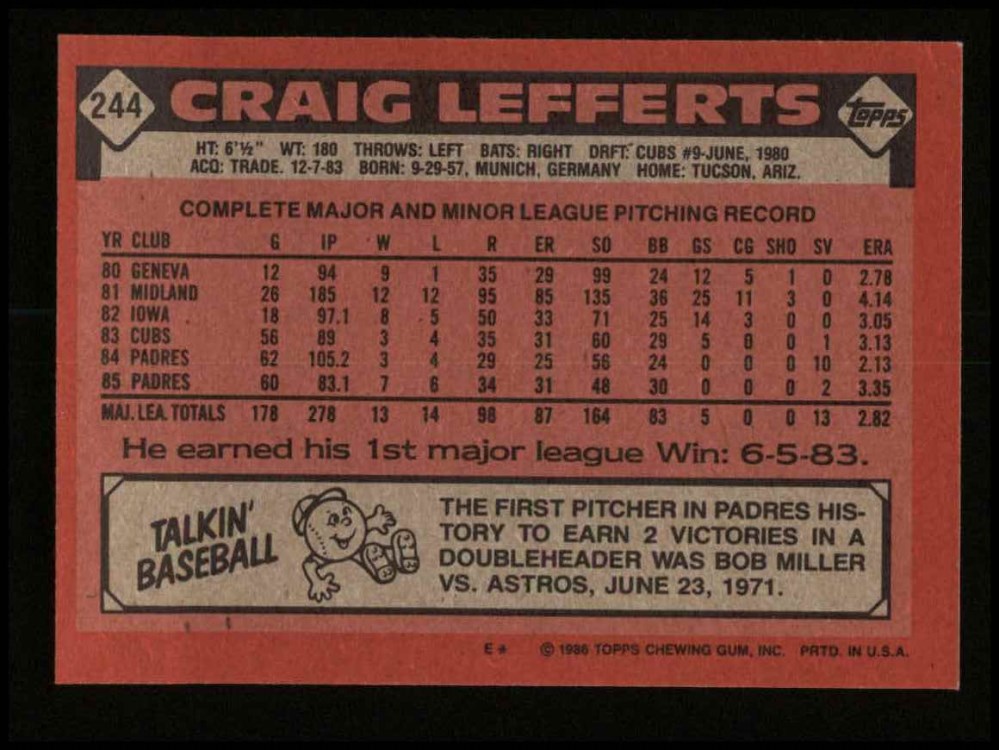 244 CRAIG LEFFERTS topps
HT: 6'½" WT: 180 THROWS: LEFT BATS: RIGHT DRFT: CUBS #9-JUNE, 1980
ACQ: TRADE. 12-7-83 BORN: 9-29-57, MUNICH, GERMANY HOME: TUCSON, ARIZ.
COMPLETE MAJOR AND MINOR LEAGUE PITCHING RECORD
YR CLUB G IP W L R ER SO BB GS CG SHO SV ERA
80 GENEVA 12 94 9 1 35 29 99 24 12 5 1 0 2.78
81 MIDLAND 26 185 12 12 95 85 135 36 25 11 3 0 4.14
82 IOWA 18 97.1 8 5 50 33 71 25 14 3 0 0 3.05
83 CUBS 56 89 3 4 35 31 60 29 5 0 0 1 3.13
84 PADRES 62 105.2 3 4 29 25 56 24 0 0 0 10 2.13
85 PADRES 60 83.1 7 6 34 31 48 30 0 0 0 2 3.35
MAJ. LEA. TOTALS 178 278 13 14 98 87 164 83 5 0 0 13 2.82
He earned his 1st major league Win: 6-5-83.
TALKIN'
BASEBALL
THE FIRST PITCHER IN PADRES HIS-
TORY TO EARN 2 VICTORIES IN A
DOUBLEHEADER WAS BOB MILLER
VS. ASTROS, JUNE 23, 1971.
E* © 1986 TOPPS CHEWING GUM, INC. PRTD. IN U.S.A.